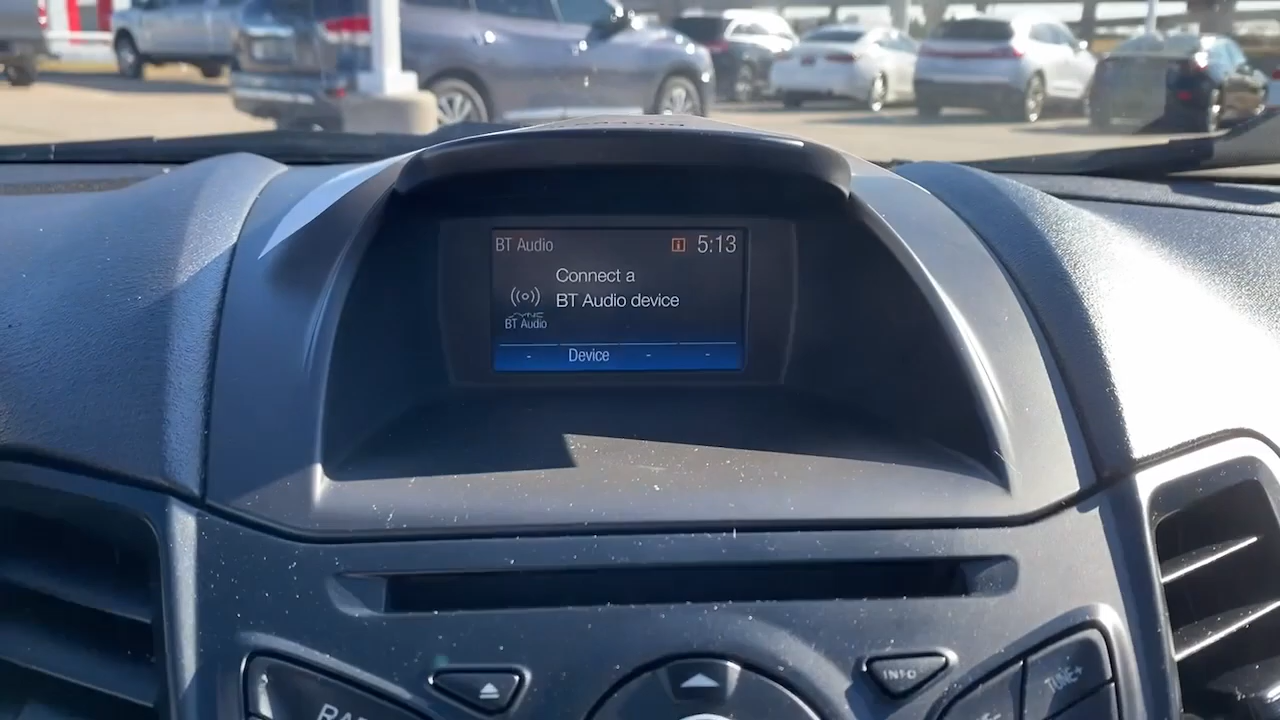 BT Audio
5:13
Connect a
BT Audio device
SYNC
BT Audio
- Device - -
INFO
TUNE+